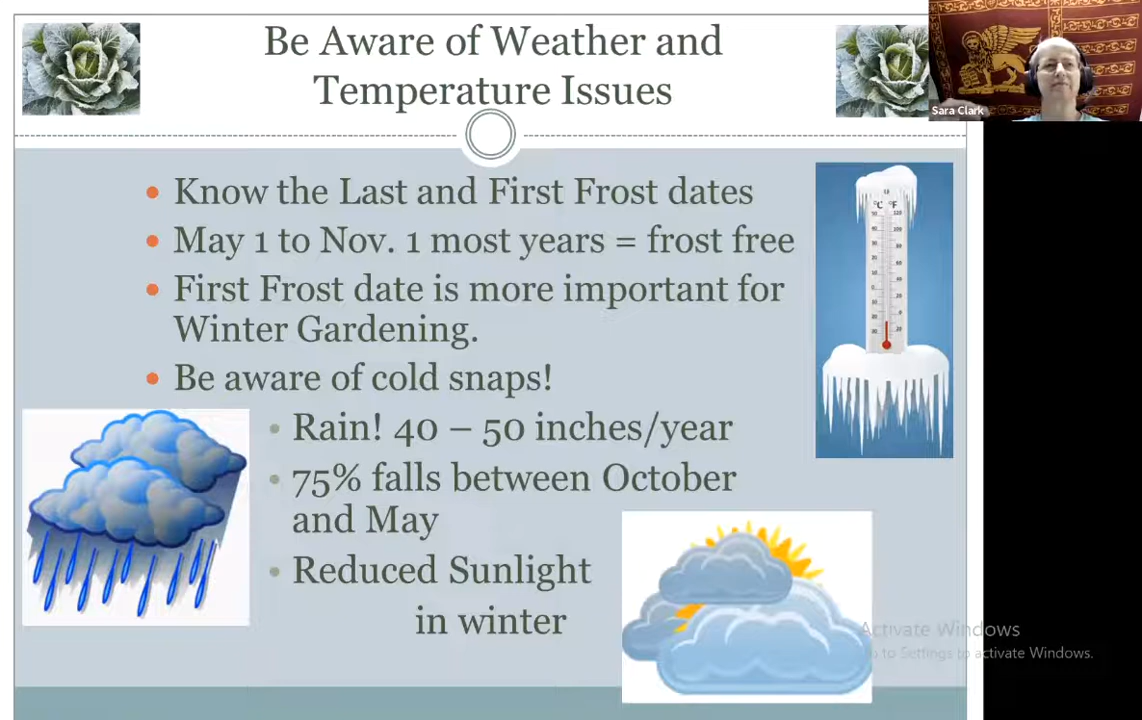 Be Aware of Weather and
Temperature Issues
Sara Clark
Know the Last and First Frost dates
May 1 to Nov. 1 most years = frost free
First Frost date is more important for
Winter Gardening.
Be aware of cold snaps!
Rain! 40 – 50 inches/year
75% falls between October
and May
Reduced Sunlight
in winter
°C °F
Activate Windows
to Settings to activate Windows.